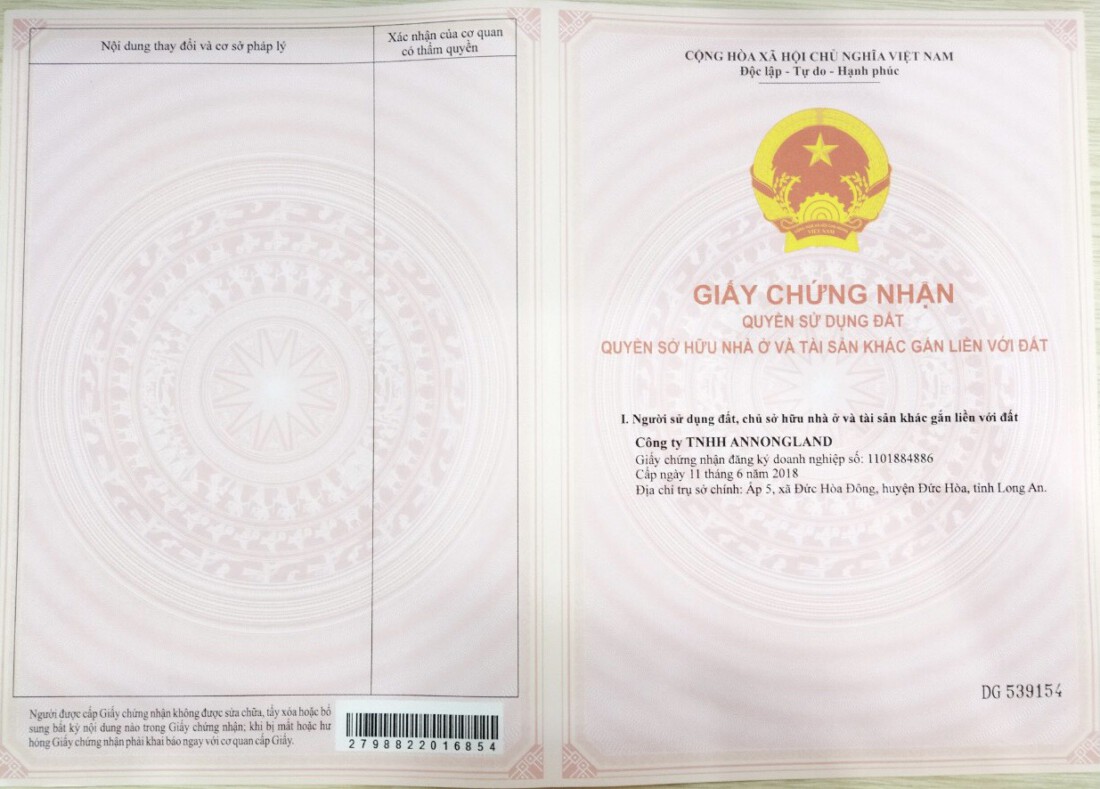 Nội dung thay đổi và cơ sở pháp lý
Xác nhận của cơ quan
có thẩm quyền
Người được cấp Giấy chứng nhận không được sửa chữa, tẩy xóa hoặc bổ
sung bất kỳ nội dung nào trong Giấy chứng nhận; khi bị mất hoặc hư
hỏng Giấy chứng nhận phải khai báo ngay với cơ quan cấp Giấy.
2798822016854
CỘNG HÒA XÃ HỘI CHỦ NGHĨA VIỆT NAM
Độc lập - Tự do - Hạnh phúc
VIỆT NAM
GIẤY CHỨNG NHẬN
QUYỀN SỬ DỤNG ĐẤT
QUYỀN SỞ HỮU NHÀ Ở VÀ TÀI SẢN KHÁC GẮN LIỀN VỚI ĐẤT
I. Người sử dụng đất, chủ sở hữu nhà ở và tài sản khác gắn liền với đất
Công ty TNHH ANNONGLAND
Giấy chứng nhận đăng ký doanh nghiệp số: 1101884886
Cấp ngày 11 tháng 6 năm 2018
Địa chỉ trụ sở chính: Ấp 5, xã Đức Hòa Đông, huyện Đức Hòa, tỉnh Long An.
DG 539154